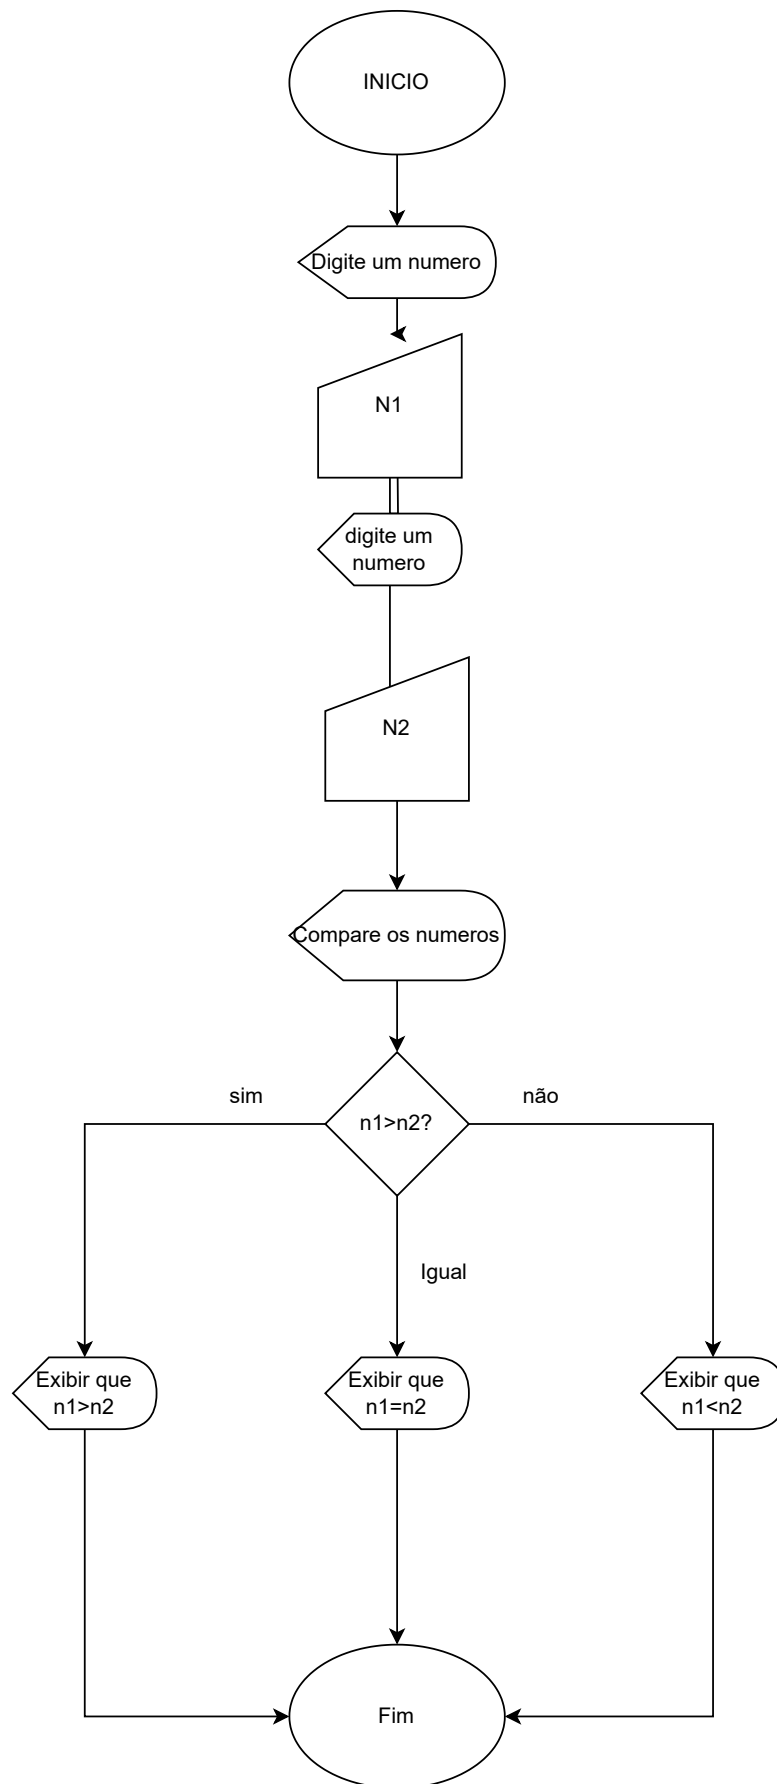 INICIO
Digite um numero
N1
digite um
numero
N2
Compare os numeros
sim
não
n1>n2?
Igual
Exibir que
n1>n2
Exibir que
n1=n2
Exibir que
n1<n2
Fim